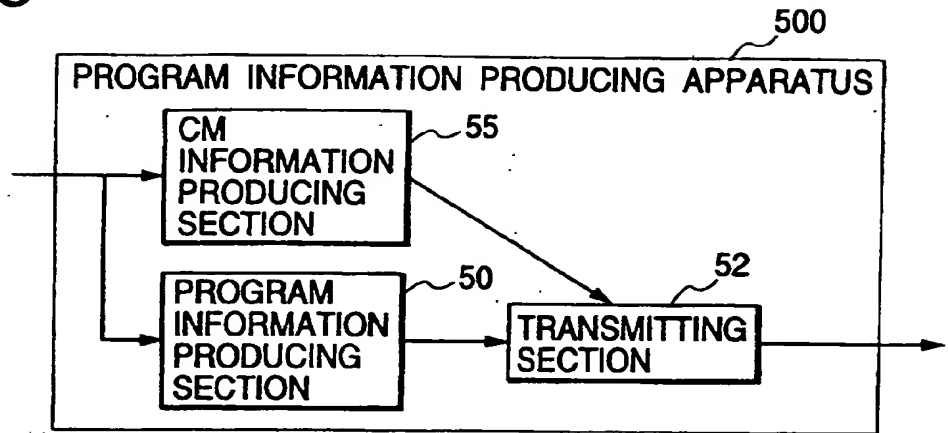 500
PROGRAM INFORMATION PRODUCING APPARATUS
CM
INFORMATION
PRODUCING
SECTION
55
PROGRAM
INFORMATION
PRODUCING
SECTION
50
TRANSMITTING
SECTION
52